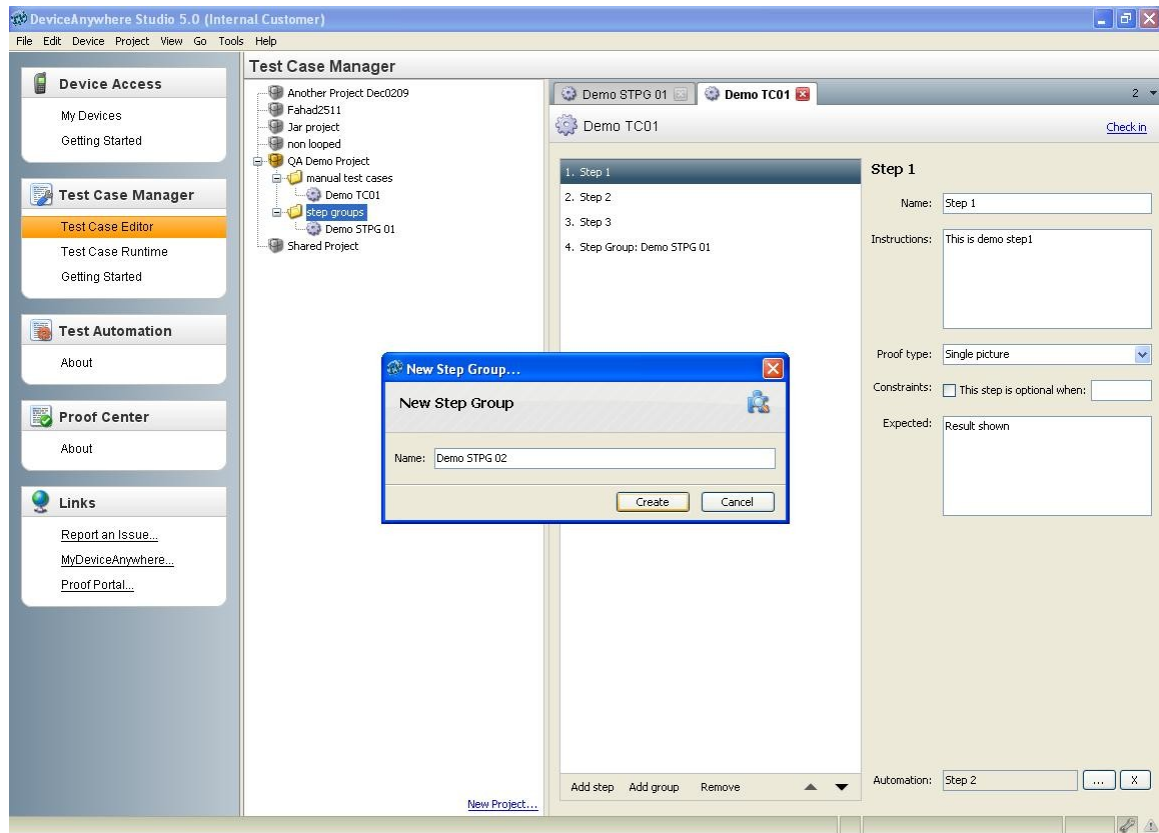 DeviceAnywhere Studio 5.0 (Internal Customer)
File Edit Device Project View Go Tools Help
Device Access
My Devices
Getting Started
Test Case Manager
Test Case Editor
Test Case Runtime
Getting Started
Test Automation
About
Proof Center
About
Links
Report an Issue...
MyDeviceAnywhere...
Proof Portal...
Test Case Manager
Another Project Dec0209
Fahad2511
Jar project
non looped
QA Demo Project
manual test cases
Demo TC01
step groups
Demo STPG 01
Shared Project
New Project...
Demo STPG 01 Demo TC01 2
Demo TC01 Check in
1. Step 1
2. Step 2
3. Step 3
4. Step Group: Demo STPG 01
Add step Add group Remove
Step 1
Name: Step 1
Instructions: This is demo step1
Proof type: Single picture
Constraints: This step is optional when:
Expected: Result shown
Automation: Step 2 ... X
New Step Group...
New Step Group
Name: Demo STPG 02
Create Cancel